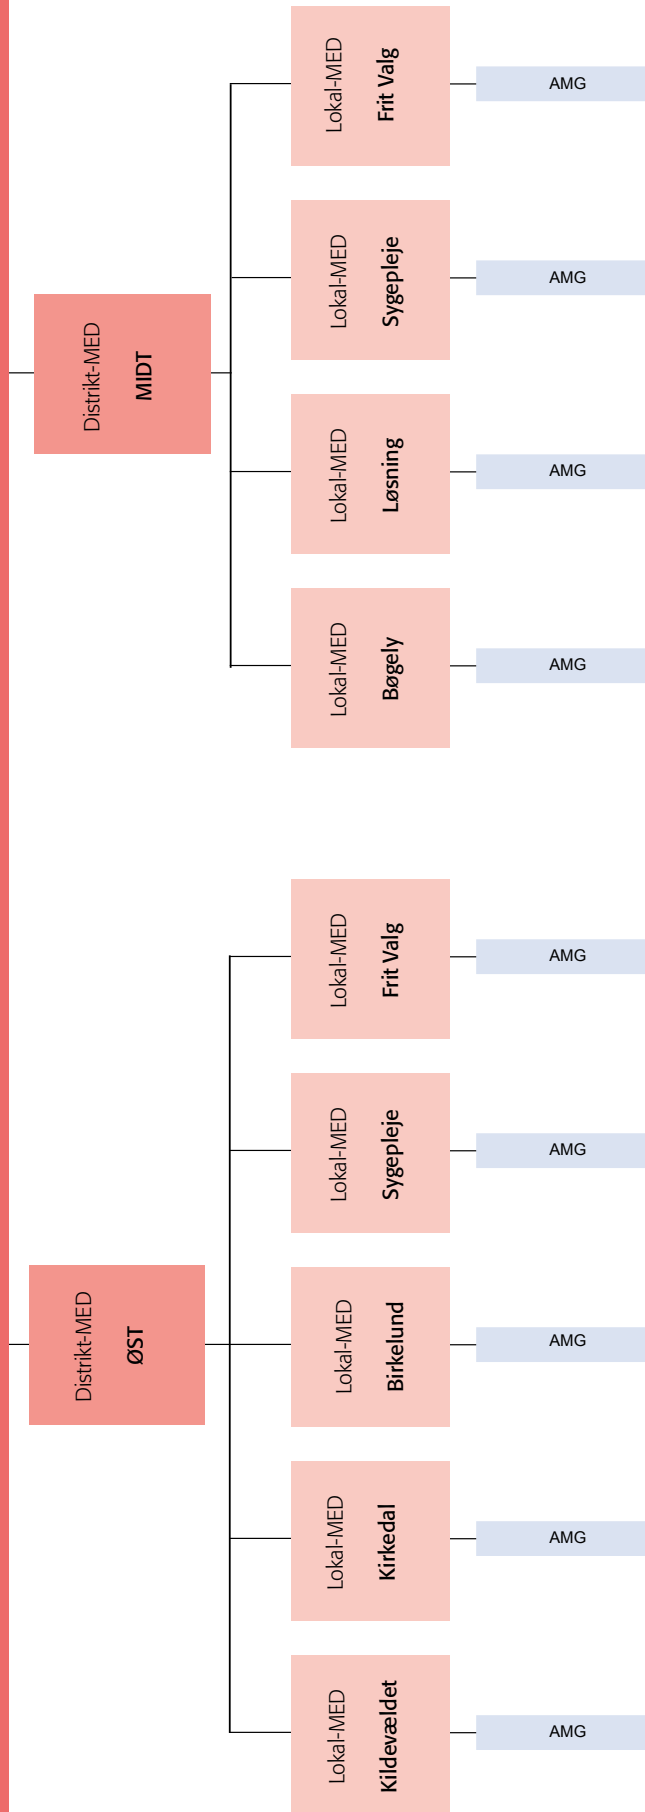 Distrikt-MED
MIDT
Lokal-MED
Frit Valg
AMG
Lokal-MED
Sygepleje
AMG
Lokal-MED
Løsning
AMG
Lokal-MED
Bøgely
AMG
Distrikt-MED
ØST
Lokal-MED
Frit Valg
AMG
Lokal-MED
Sygepleje
AMG
Lokal-MED
Birkelund
AMG
Lokal-MED
Kirkedal
AMG
Lokal-MED
Kildevældet
AMG